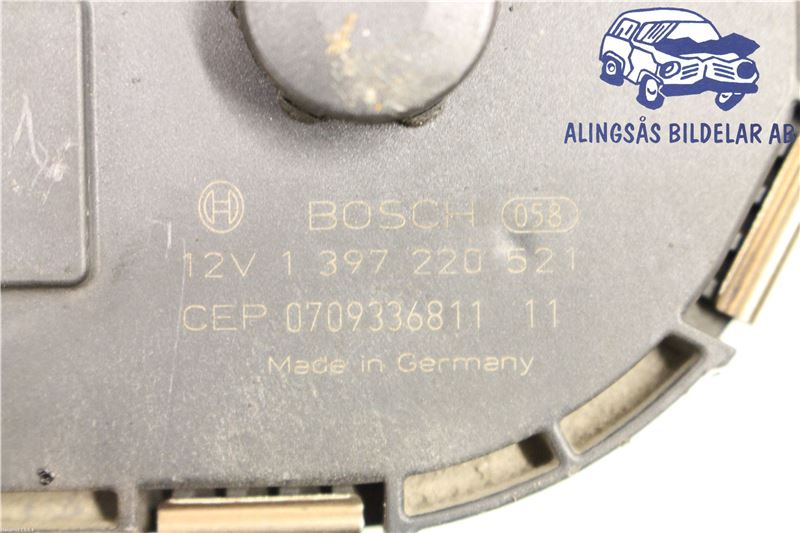 ALINGSÅS BILDELAR AB
BOSCH 058
12V 1 397 220 521
CEP 0709336811 11
Made in Germany